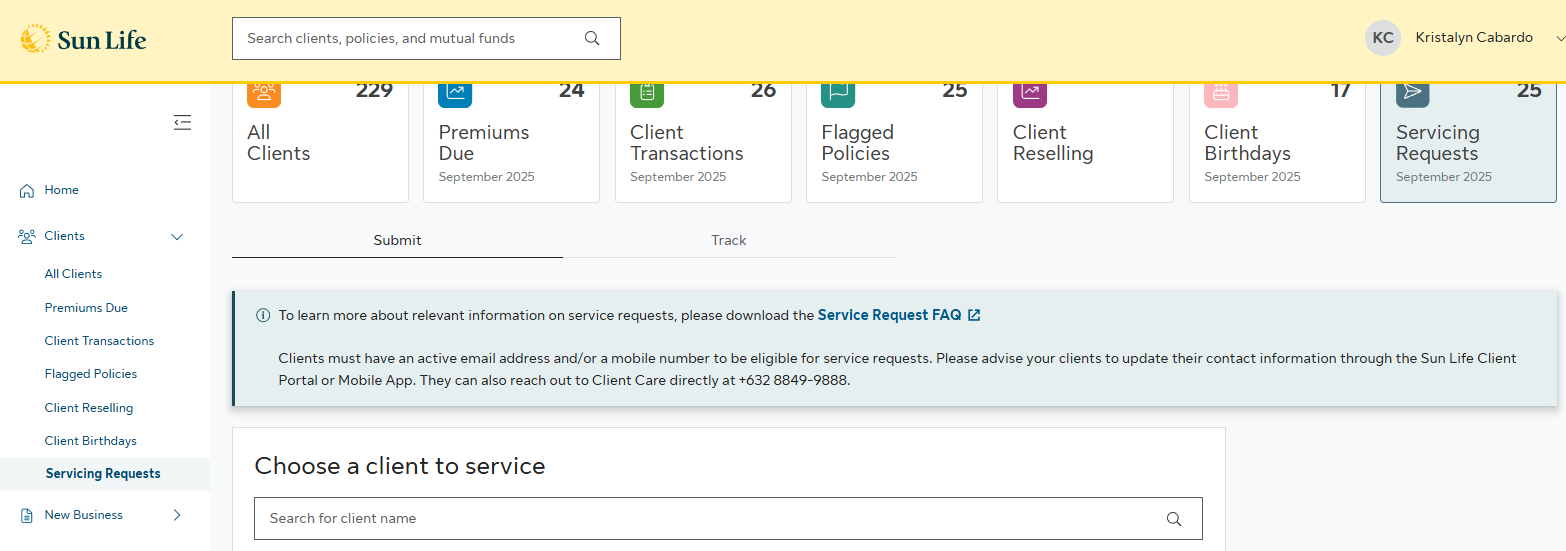 Sun Life
Search clients, policies, and mutual funds
KC
Kristalyn Cabardo
229
All
Clients
24
Premiums
Due
September 2025
26
Client
Transactions
September 2025
25
Flagged
Policies
September 2025
Client
Reselling
17
Client
Birthdays
September 2025
25
Servicing
Requests
September 2025
Home
Clients
All Clients
Premiums Due
Client Transactions
Flagged Policies
Client Reselling
Client Birthdays
Servicing Requests
New Business
Submit
Track
To learn more about relevant information on service requests, please download the Service Request FAQ
Clients must have an active email address and/or a mobile number to be eligible for service requests. Please advise your clients to update their contact information through the Sun Life Client
Portal or Mobile App. They can also reach out to Client Care directly at +632 8849-9888.
Choose a client to service
Search for client name